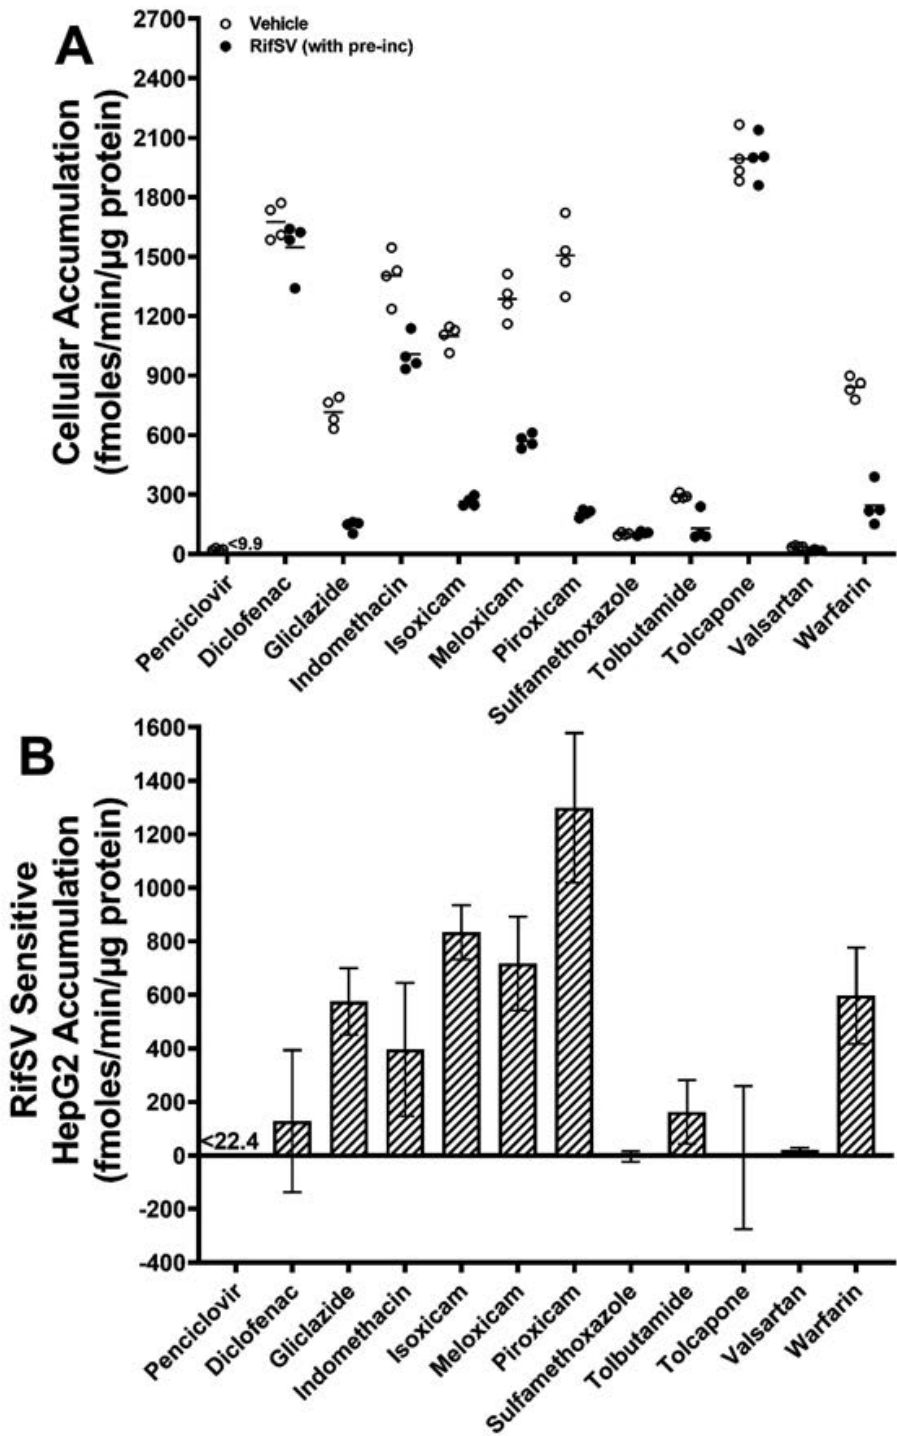 A
Vehicle
RifSV (with pre-inc)
Cellular Accumulation
(fmoles/min/µg protein)
2700
2400
2100
1800
1500
1200
900
600
300
0
<9.9
Penciclovir
Diclofenac
Gliclazide
Indomethacin
Isoxicam
Meloxicam
Piroxicam
Sulfamethoxazole
Tolbutamide
Tolcapone
Valsartan
Warfarin
B
RifSV Sensitive
HepG2 Accumulation
(fmoles/min/µg protein)
1600
1400
1200
1000
800
600
400
200
0
-200
-400
<22.4
Penciclovir
Diclofenac
Gliclazide
Indomethacin
Isoxicam
Meloxicam
Piroxicam
Sulfamethoxazole
Tolbutamide
Tolcapone
Valsartan
Warfarin